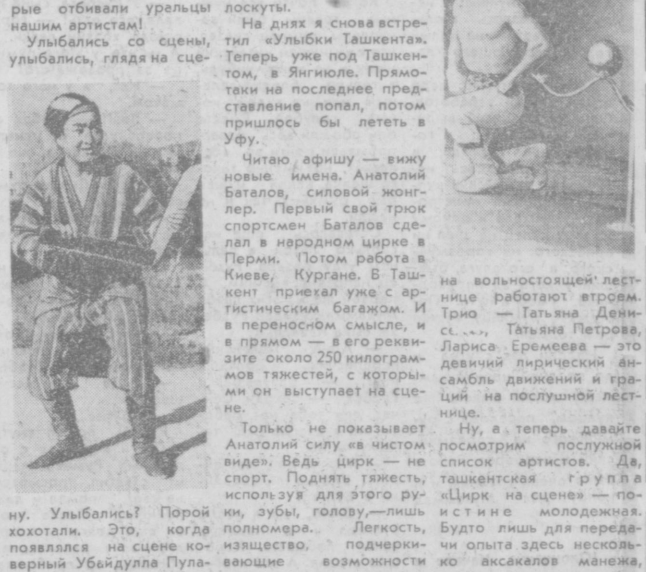 рые отбивали уральцы
нашим артистам!
Улыбались со сцены,
улыбались, глядя на сце-
ну. Улыбались? Порой
хохотали. Это, когда
появлялся на сцене ко-
верный Убайдулла Пула-
лоскуты.
На днях я снова встре-
тил «Улыбки Ташкента».
Теперь уже под Ташкен-
том, в Янгиюле. Прямо-
таки на последнее пред-
ставление попал, потом
пришлось бы лететь в
Уфу.
Читаю афишу — вижу
новые имена. Анатолий
Баталов, силовой жонг-
лер. Первый свой трюк
спортсмен Баталов сде-
лал в народном цирке в
Перми. Потом работа в
Киеве, Кургане. В Таш-
кент приехал уже с ар-
тистическим багажом. И
в переносном смысле, и
в прямом — в его рекви-
зите около 250 килограм-
мов тяжестей, с которы-
ми он выступает на сце-
не.
Только не показывает
Анатолий силу «в чистом
виде». Ведь цирк — не
спорт. Поднять тяжесть,
используя для этого ру-
ки, зубы, голову,—лишь
полномера. Легкость,
изящество, подчерки-
вающие возможности
на вольностоящей лест-
нице работают втроем.
Трио — Татьяна Дени-
Татьяна Петрова,
Лариса Еремеева — это
девичий лирический ан-
самбль движений и гра-
ций на послушной лест-
нице.
Ну, а теперь давайте
посмотрим послужной
список артистов. Да,
ташкентская группа
«Цирк на сцене» — по-
истине молодежная.
Будто лишь для переда-
чи опыта здесь несколь-
ко аксакалов манежа,